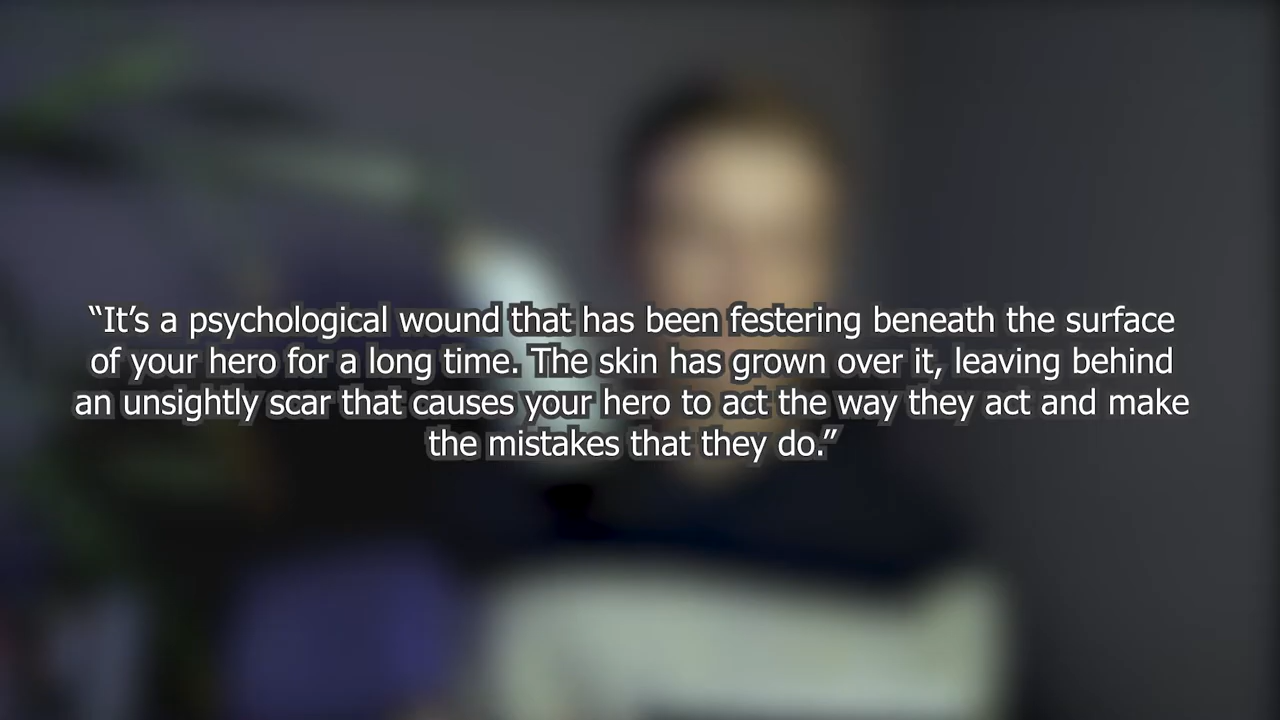 “It’s a psychological wound that has been festering beneath the surface
of your hero for a long time. The skin has grown over it, leaving behind
an unsightly scar that causes your hero to act the way they act and make
the mistakes that they do.”